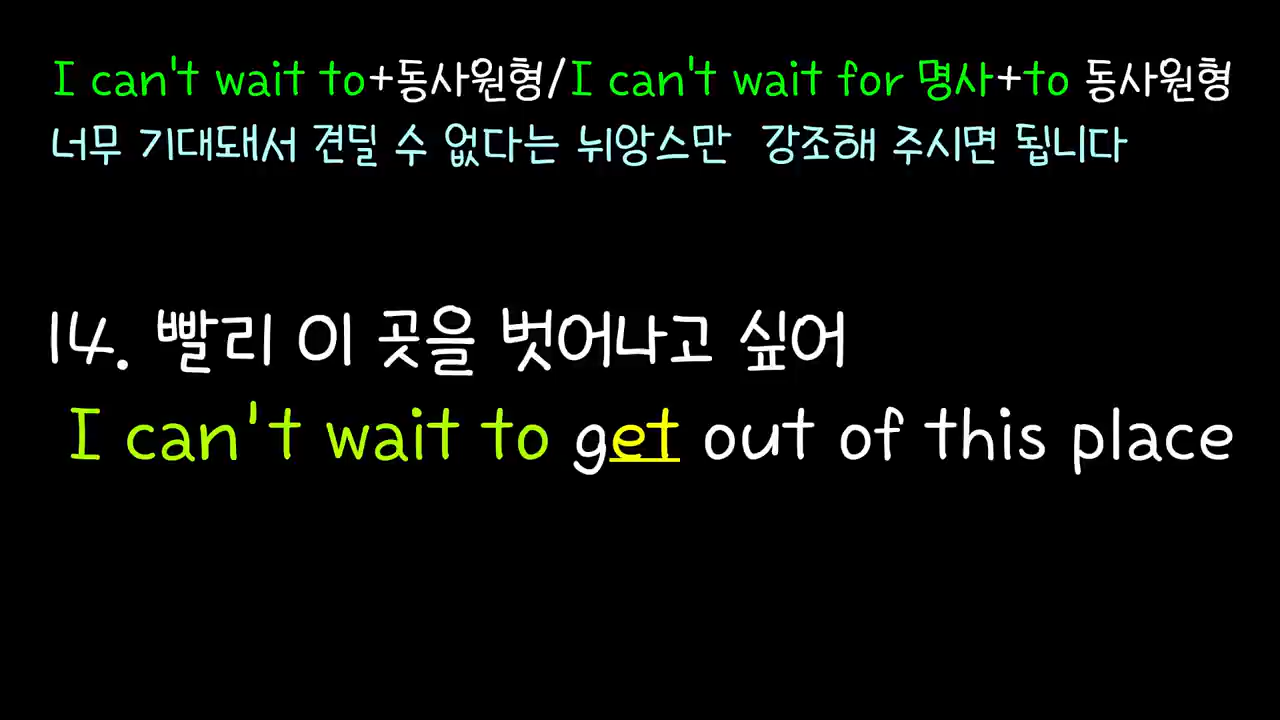 I can't wait to+동사원형/I can't wait for 명사+to 동사원형
너무 기대돼서 견딜 수 없다는 뉘앙스만 강조해 주시면 됩니다
14. 빨리 이 곳을 벗어나고 싶어
I can't wait to get out of this place